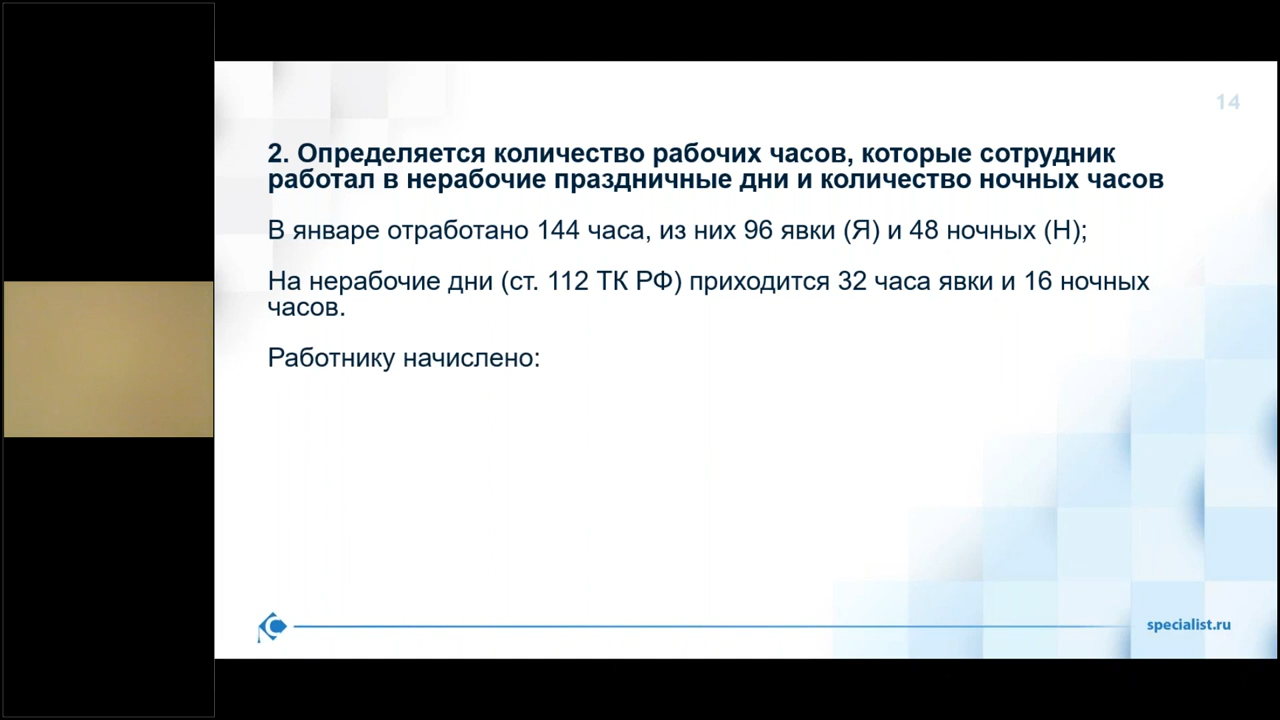 14
2. Определяется количество рабочих часов, которые сотрудник
работал в нерабочие праздничные дни и количество ночных часов
В январе отработано 144 часа, из них 96 явки (Я) и 48 ночных (Н);
На нерабочие дни (ст. 112 ТК РФ) приходится 32 часа явки и 16 ночных
часов.
Работнику начислено:
specialist.ru